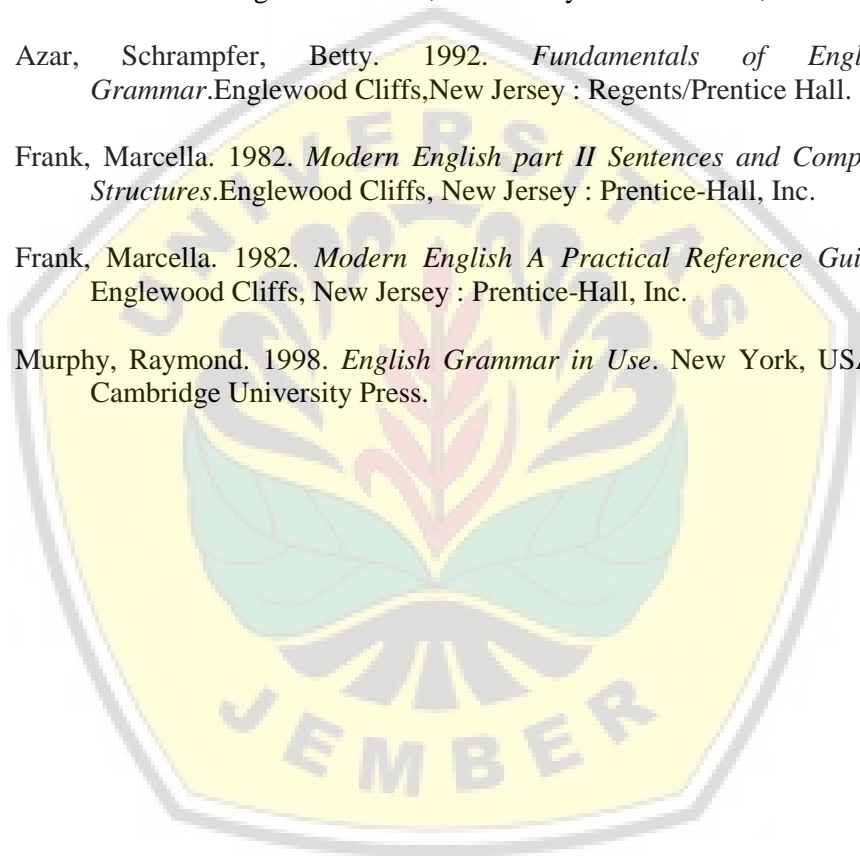 Azar, Schrampfer, Betty. 1992. Fundamentals of Engl
Grammar.Englewood Cliffs,New Jersey : Regents/Prentice Hall.
Frank, Marcella. 1982. Modern English part II Sentences and Comp
Structures.Englewood Cliffs, New Jersey : Prentice-Hall, Inc.
Frank, Marcella. 1982. Modern English A Practical Reference Gui
Englewood Cliffs, New Jersey : Prentice-Hall, Inc.
Murphy, Raymond. 1998. English Grammar in Use. New York, USA
Cambridge University Press.
UNIVERSITAS
JEMBER